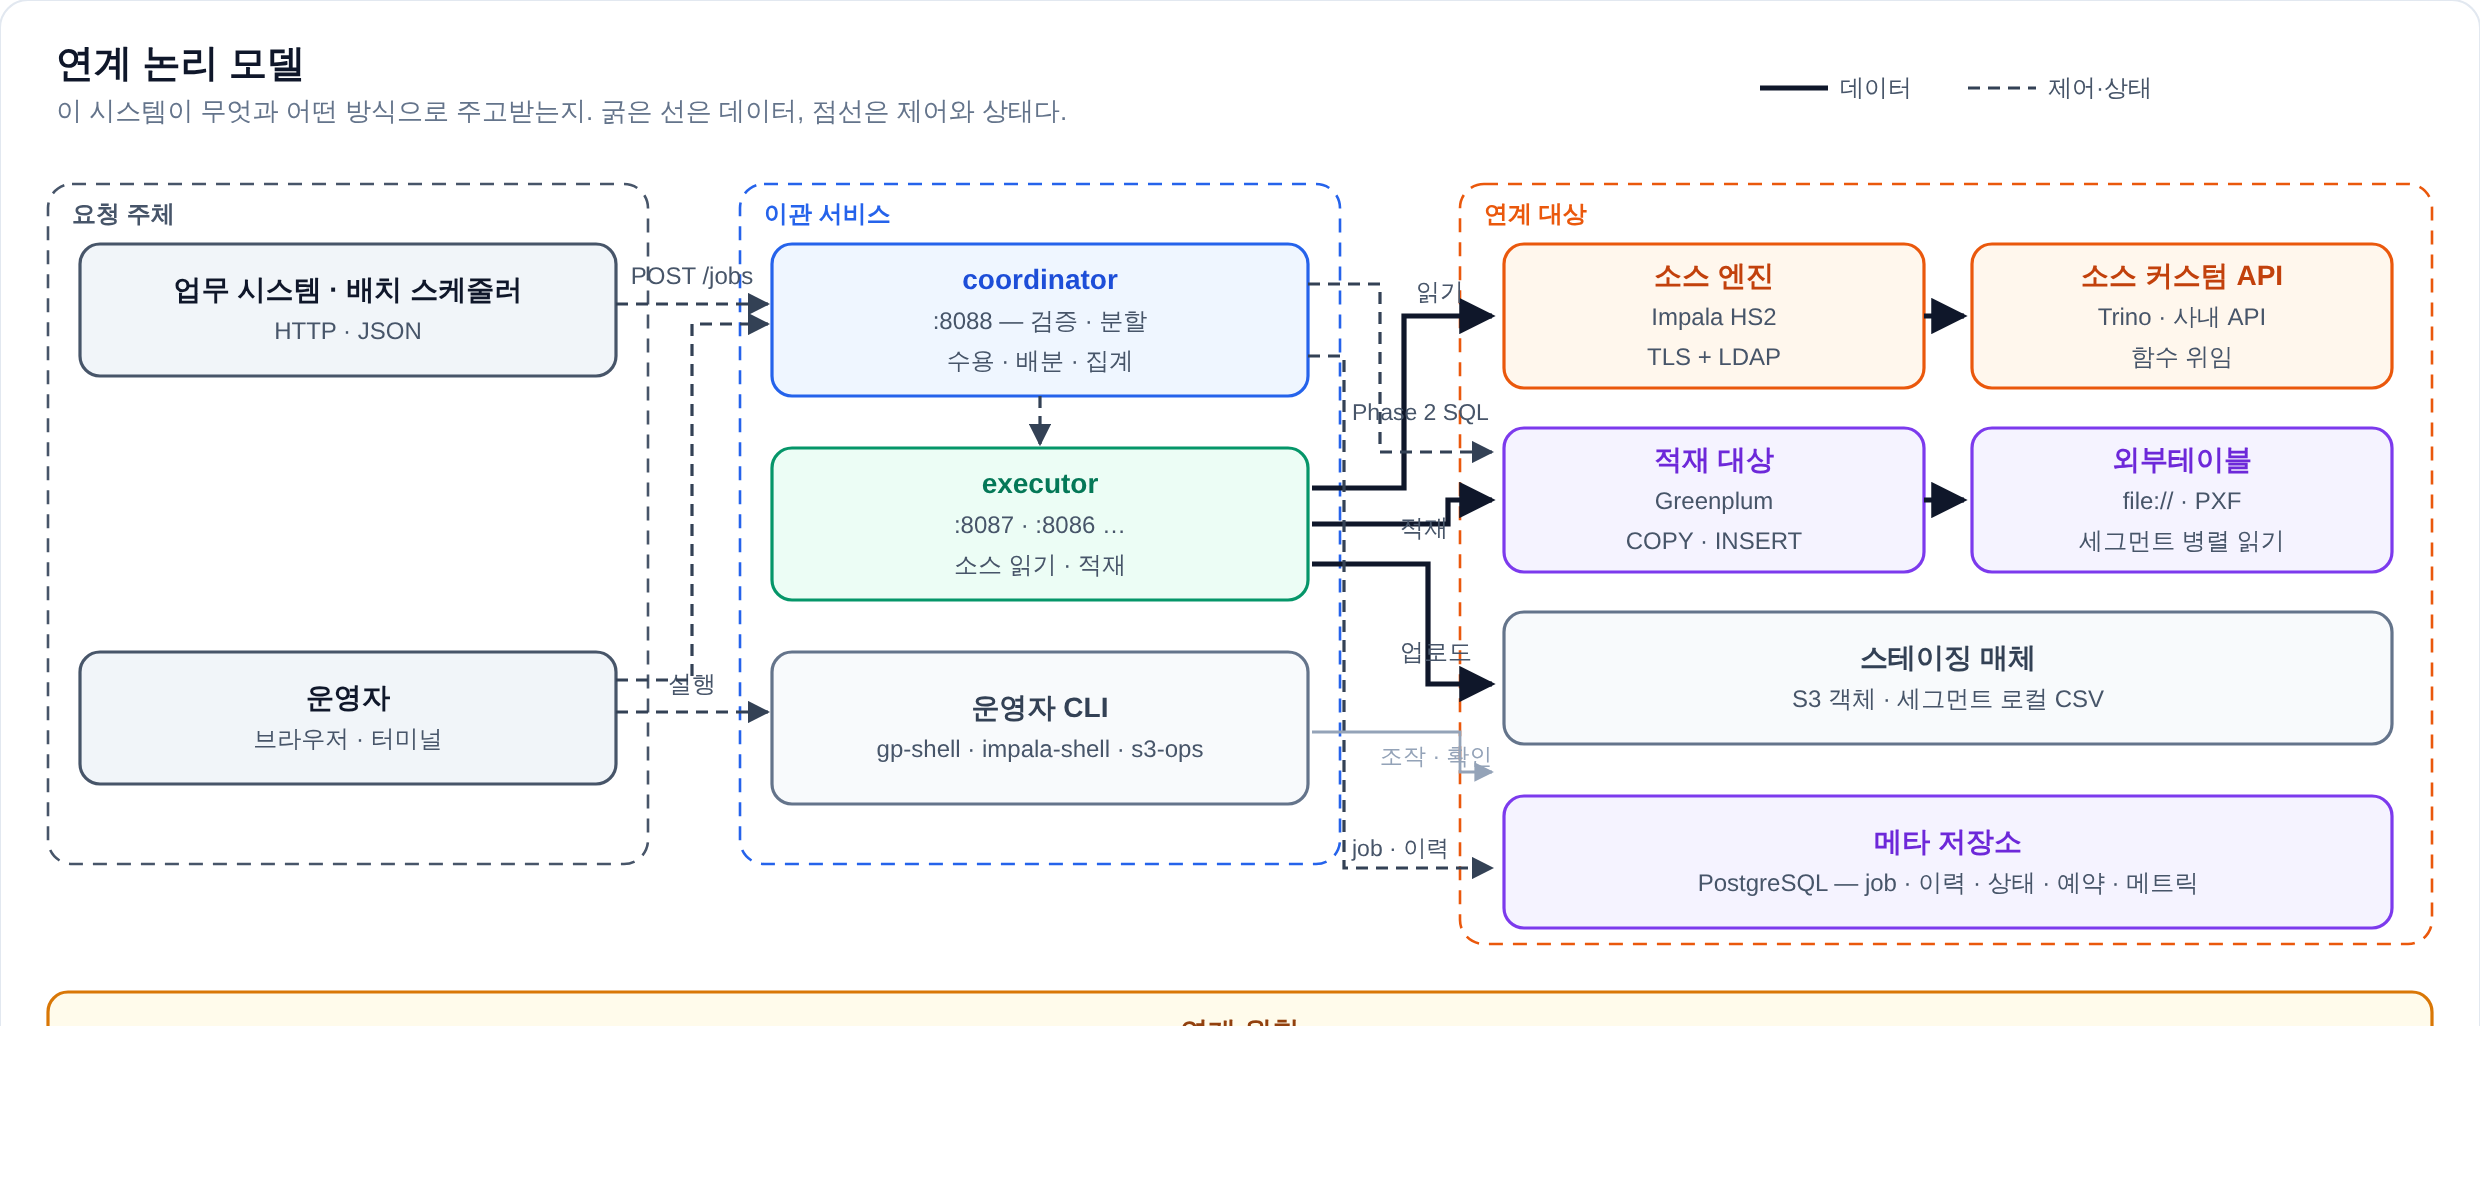 연계 논리 모델
이 시스템이 무엇과 어떤 방식으로 주고받는지. 굵은 선은 데이터, 점선은 제어와 상태다.
데이터
제어·상태
요청 주체
업무 시스템 · 배치 스케줄러
HTTP · JSON
운영자
브라우저 · 터미널
POST /jobs
실행
이관 서비스
coordinator
:8088 — 검증 · 분할
수용 · 배분 · 집계
executor
:8087 · :8086 …
소스 읽기 · 적재
운영자 CLI
gp-shell · impala-shell · s3-ops
읽기
Phase 2 SQL
적재
업로드
조작 · 확인
job · 이력
연계 대상
소스 엔진
Impala HS2
TLS + LDAP
소스 커스텀 API
Trino · 사내 API
함수 위임
적재 대상
Greenplum
COPY · INSERT
외부테이블
file:// · PXF
세그먼트 병렬 읽기
스테이징 매체
S3 객체 · 세그먼트 로컬 CSV
메타 저장소
PostgreSQL — job · 이력 · 상태 · 예약 · 메트릭